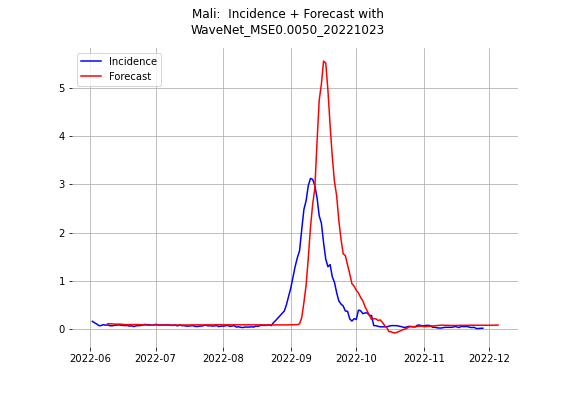 Mali:  Incidence + Forecast with
WaveNet_MSE0.0050_20221023
Incidence
Forecast
5
4
3
2
1
0
2022-06 2022-07 2022-08 2022-09 2022-10 2022-11 2022-12